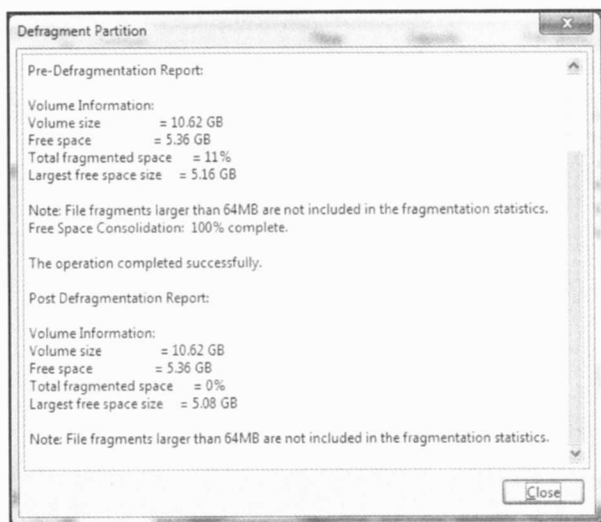 Defragment Partition
Pre-Defragmentation Report:
Volume Information:
Volume size = 10.62 GB
Free space = 5.36 GB
Total fragmented space = 11%
Largest free space size = 5.16 GB
Note: File fragments larger than 64MB are not included in the fragmentation statistics.
Free Space Consolidation: 100% complete.
The operation completed successfully.
Post Defragmentation Report:
Volume Information:
Volume size = 10.62 GB
Free space = 5.36 GB
Total fragmented space = 0%
Largest free space size = 5.08 GB
Note: File fragments larger than 64MB are not included in the fragmentation statistics.
Close